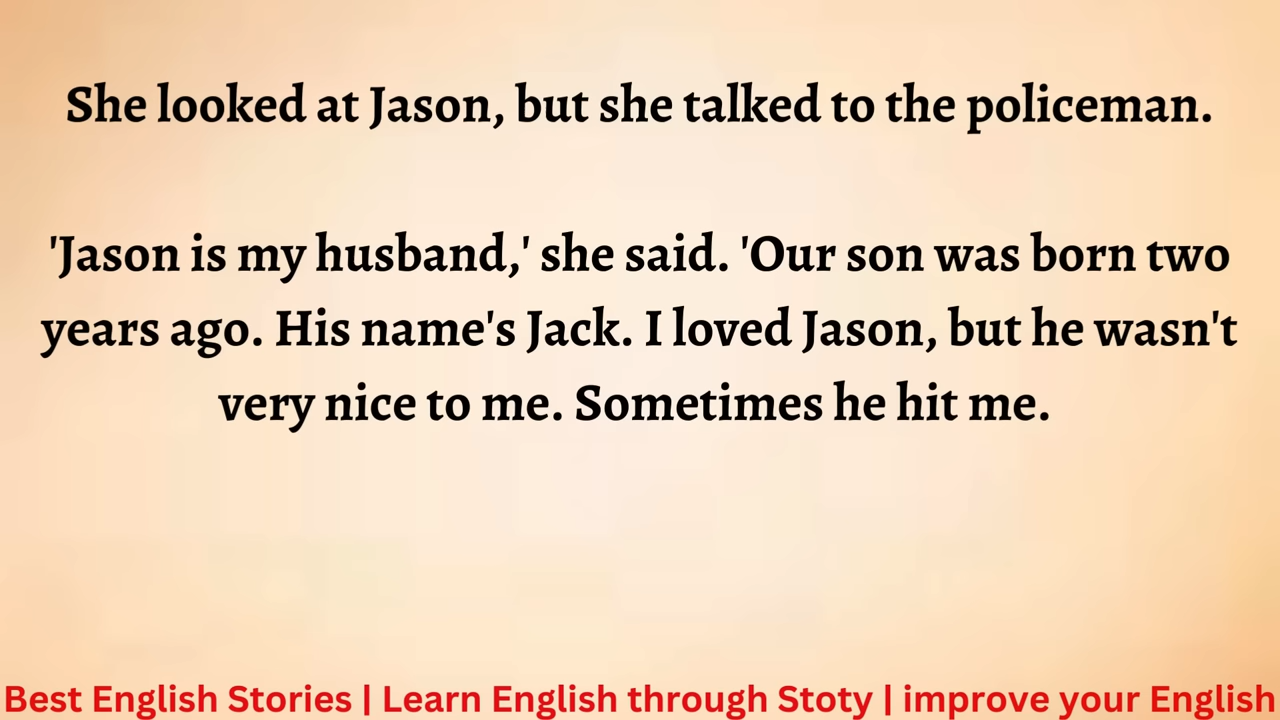 She looked at Jason, but she talked to the policeman.
'Jason is my husband,' she said. 'Our son was born two
years ago. His name's Jack. I loved Jason, but he wasn't
very nice to me. Sometimes he hit me.
Best English Stories | Learn English through Stoty | improve your English